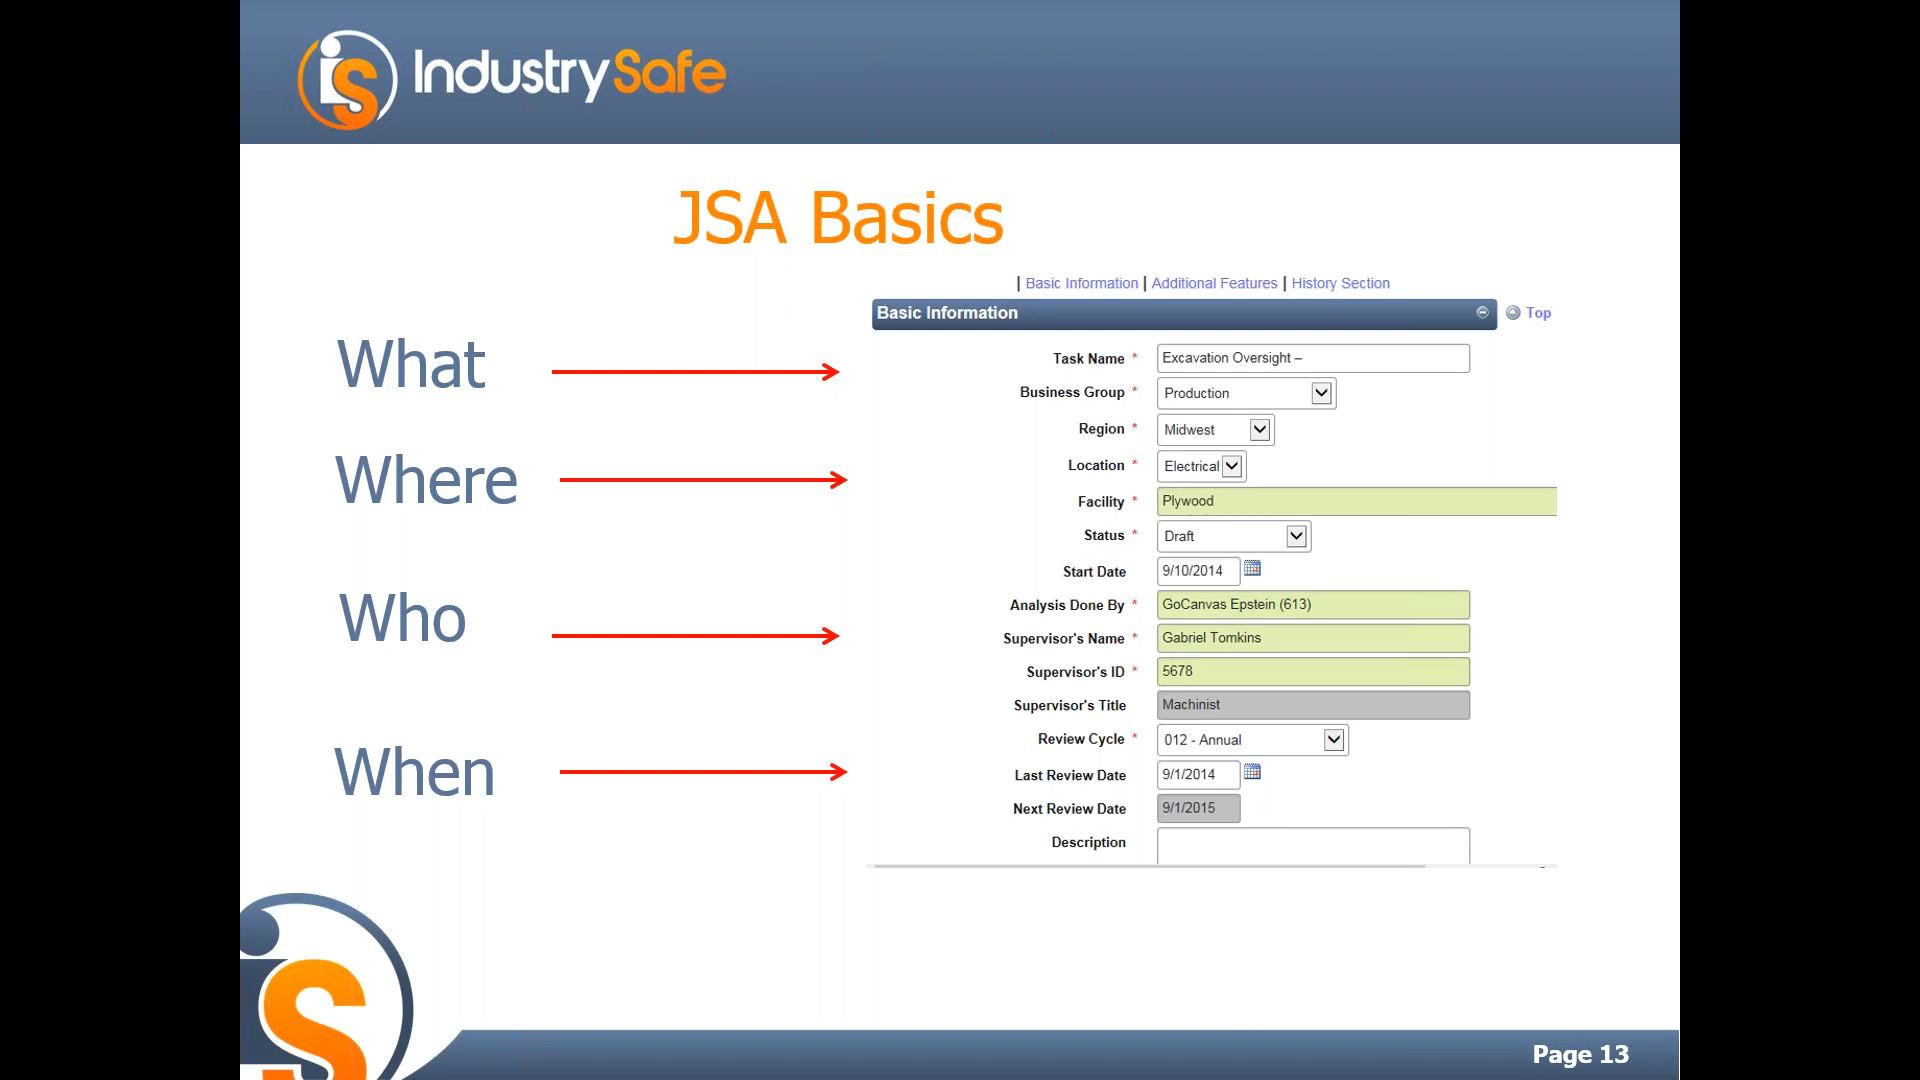 IndustrySafe
JSA Basics
| Basic Information | Additional Features | History Section
Basic Information
Top
What
Where
Who
When
Task Name * Excavation Oversight –
Business Group * Production
Region * Midwest
Location * Electrical
Facility * Plywood
Status * Draft
Start Date 9/10/2014
Analysis Done By * GoCanvas Epstein (613)
Supervisor's Name * Gabriel Tomkins
Supervisor's ID * 5678
Supervisor's Title Machinist
Review Cycle * 012 - Annual
Last Review Date 9/1/2014
Next Review Date 9/1/2015
Description
Page 13